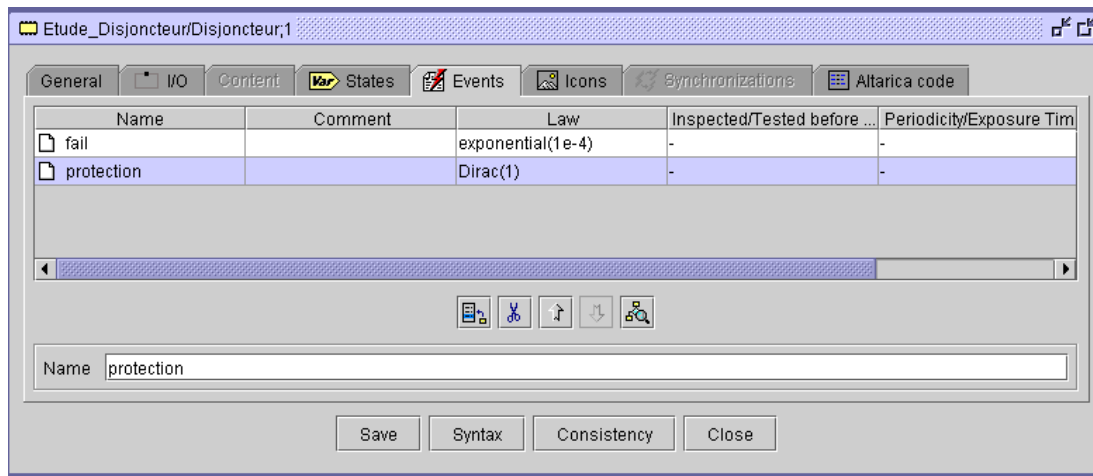 Etude_Disjoncteur/Disjoncteur;1
General I/O Content Var States Events Icons Synchronizations Altarica code
Name Comment Law Inspected/Tested before ... Periodicity/Exposure Tim
fail exponential(1e-4) - -
protection Dirac(1) - -
Name protection
Save Syntax Consistency Close